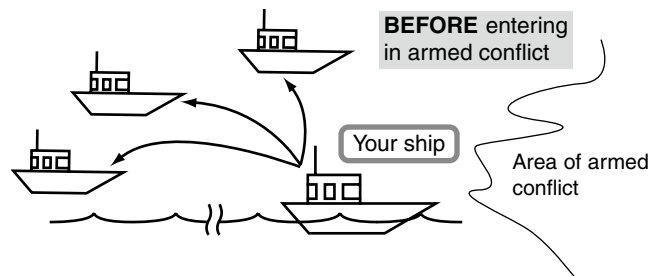 BEFORE entering
in armed conflict
Your ship
Area of armed
conflict